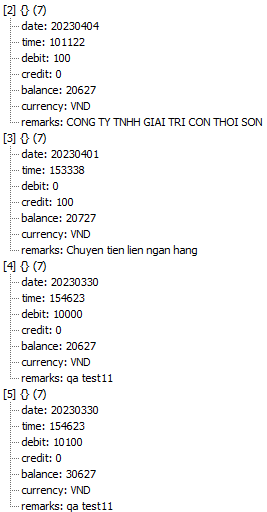 [2] {} (7)
date: 20230404
time: 101122
debit: 100
credit: 0
balance: 20627
currency: VND
remarks: CONG TY TNHH GIAI TRI CON THOI SON
[3] {} (7)
date: 20230401
time: 153338
debit: 0
credit: 100
balance: 20727
currency: VND
remarks: Chuyen tien lien ngan hang
[4] {} (7)
date: 20230330
time: 154623
debit: 10000
credit: 0
balance: 20627
currency: VND
remarks: qa test11
[5] {} (7)
date: 20230330
time: 154623
debit: 10100
credit: 0
balance: 30627
currency: VND
remarks: qa test11